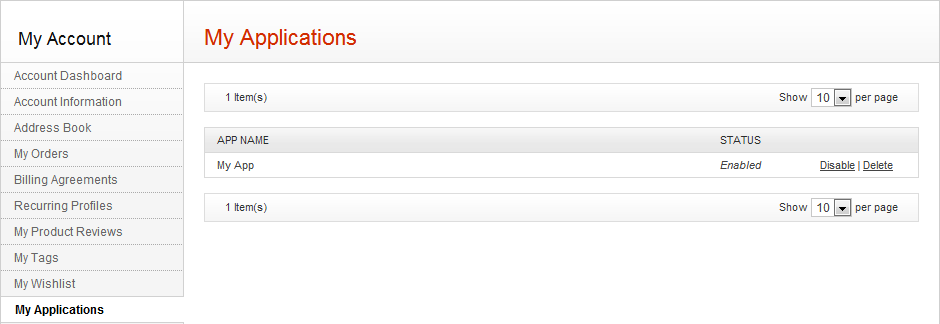 My Account
My Applications
Account Dashboard
Account Information
Address Book
My Orders
Billing Agreements
Recurring Profiles
My Product Reviews
My Tags
My Wishlist
My Applications
1 Item(s) Show 10 per page
APP NAME STATUS
My App Enabled Disable | Delete
1 Item(s) Show 10 per page